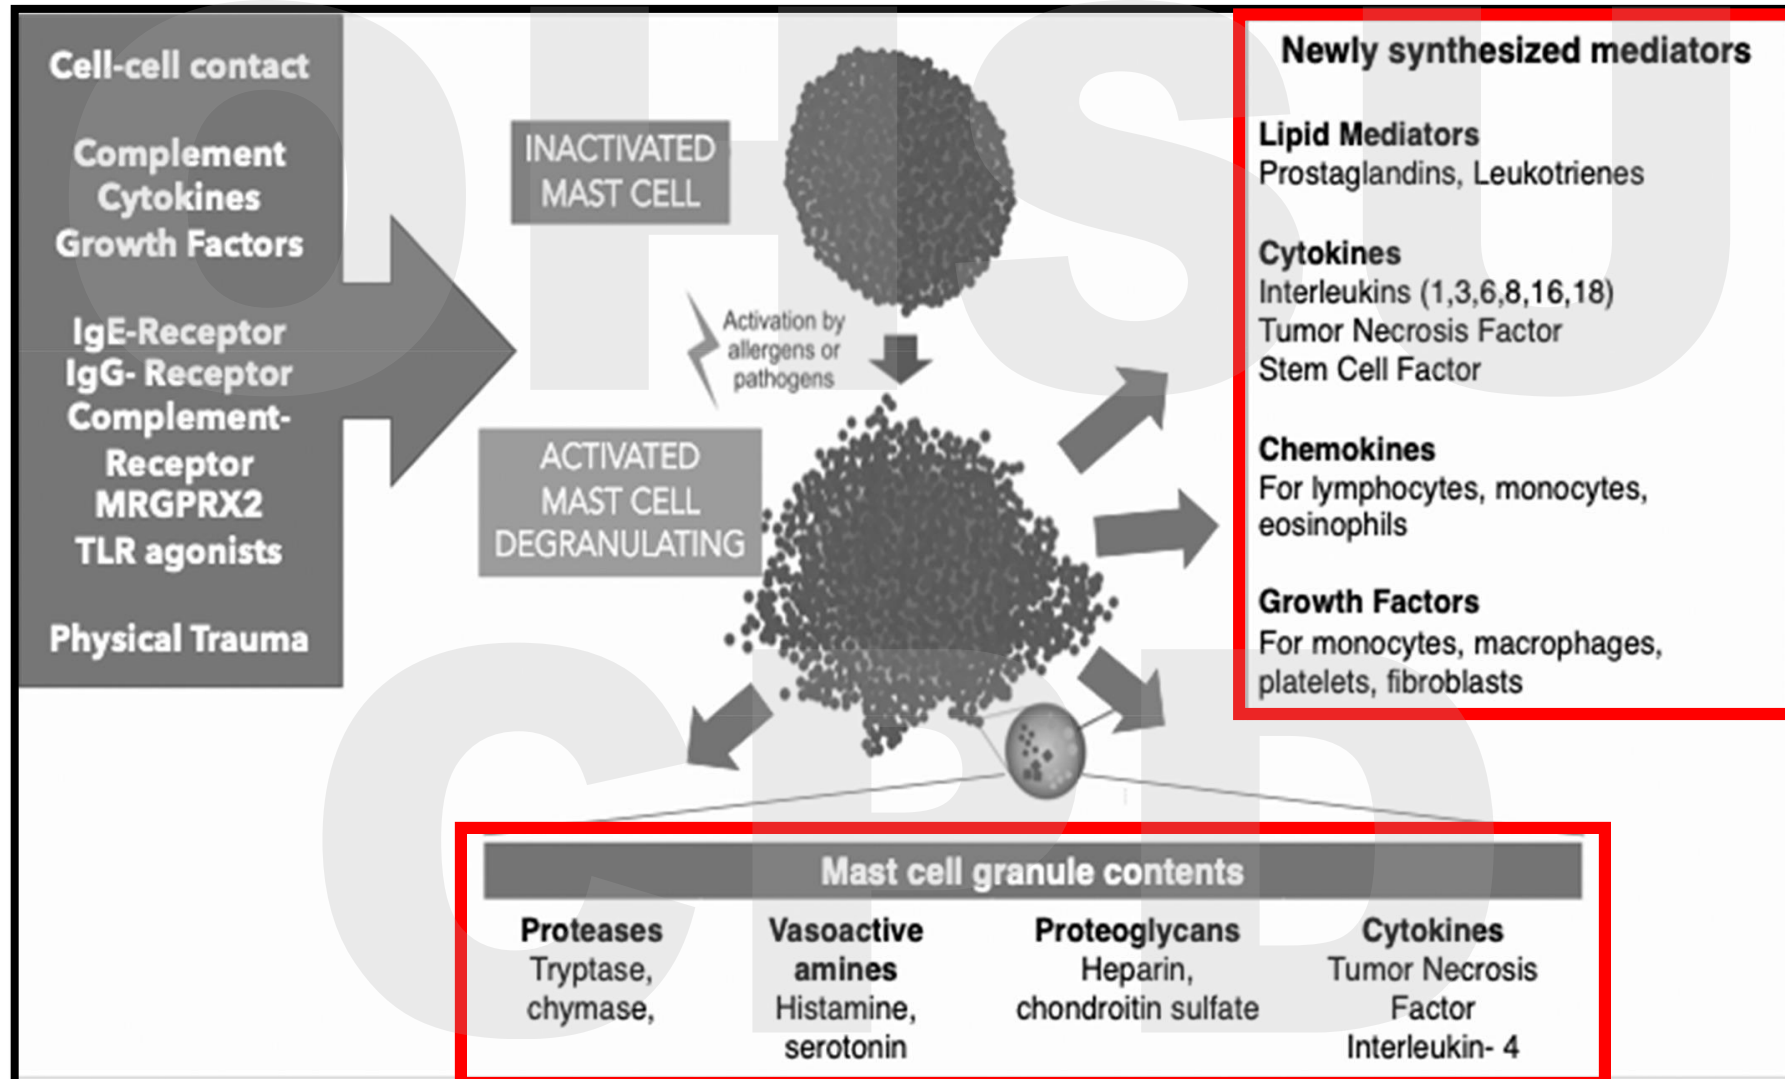 Cell-cell contact
Complement
Cytokines
Growth Factors
IgE-Receptor
IgG- Receptor
Complement-
Receptor
MRGPRX2
TLR agonists
Physical Trauma
INACTIVATED
MAST CELL
Activation by
allergens or
pathogens
ACTIVATED
MAST CELL
DEGRANULATING
Newly synthesized mediators
Lipid Mediators
Prostaglandins, Leukotrienes
Cytokines
Interleukins (1,3,6,8,16,18)
Tumor Necrosis Factor
Stem Cell Factor
Chemokines
For lymphocytes, monocytes,
eosinophils
Growth Factors
For monocytes, macrophages,
platelets, fibroblasts
Mast cell granule contents
Proteases
Tryptase,
chymase,
Vasoactive
amines
Histamine,
serotonin
Proteoglycans
Heparin,
chondroitin sulfate
Cytokines
Tumor Necrosis
Factor
Interleukin- 4
OHSU
CPD